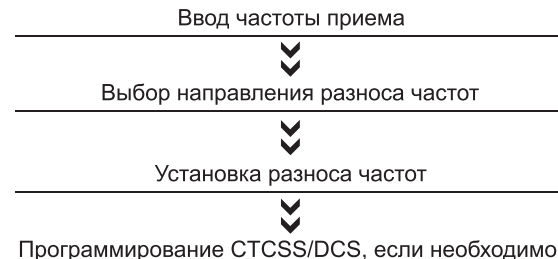 Ввод частоты приема
Выбор направления разноса частот
Установка разноса частот
Программирование CTCSS/DCS, если необходимо